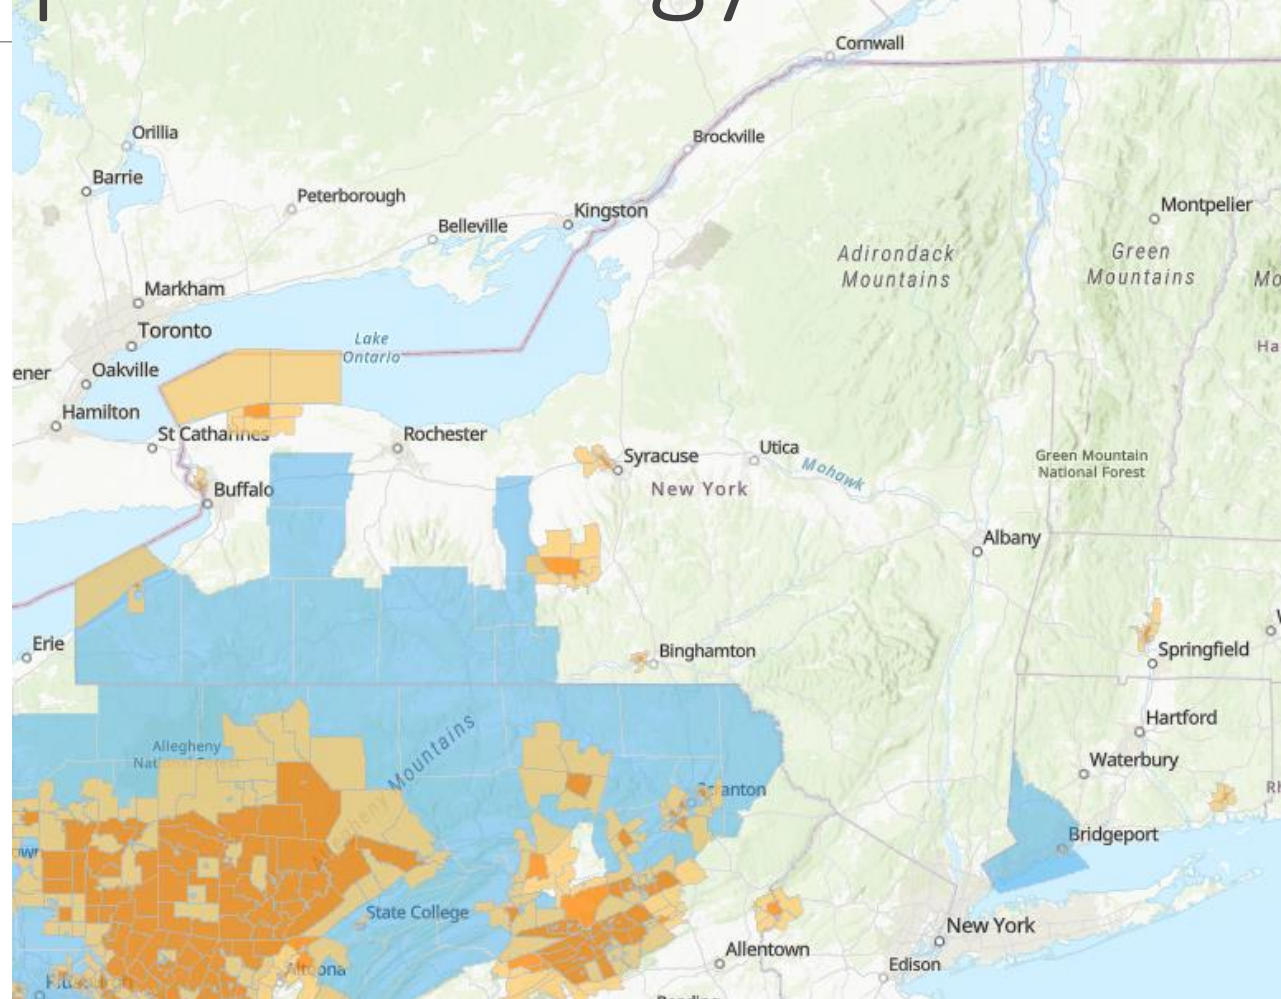 Cornwall
Orillia
Brockville
Barrie
Peterborough
Montpelier
Kingston
Belleville
Adirondack
Mountains
Green
Mountains
Markham
Toronto
Lake
Ontario
Oakville
Hamilton
St Catharines
Rochester
Syracuse
Utica
Mohawk
Green Mountain
National Forest
New York
Buffalo
Albany
Erie
Binghamton
Springfield
Hartford
Allegheny
Mountains
Waterbury
Scranton
Bridgeport
State College
New York
Allentown
Edison
Altoona
Pittsburgh